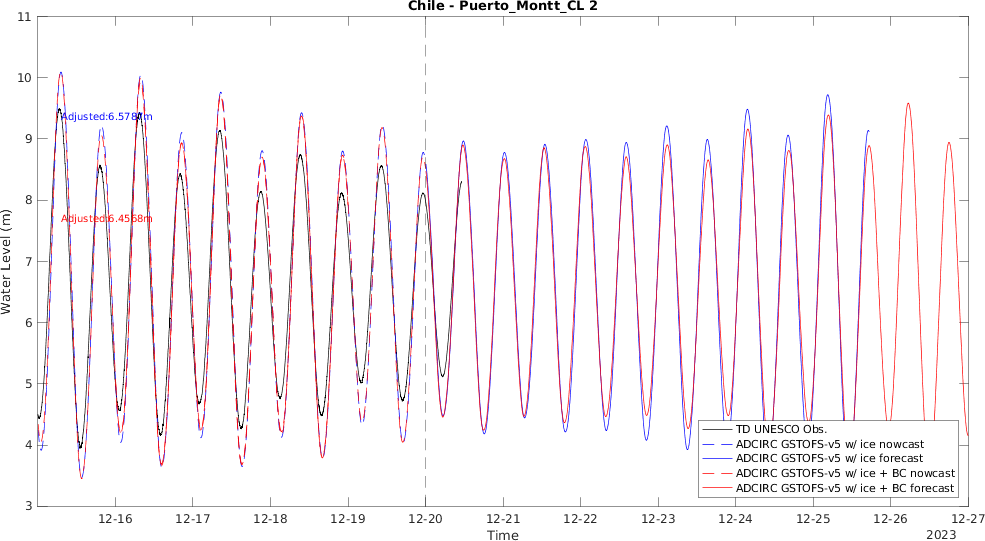 Chile - Puerto_Montt_CL 2
11
10
9
8
7
6
5
4
3
Water Level (m)
Adjusted:6.5787m
Adjusted:6.4568m
TD UNESCO Obs.
ADCIRC GSTOFS-v5 w/ ice nowcast
ADCIRC GSTOFS-v5 w/ ice forecast
ADCIRC GSTOFS-v5 w/ ice + BC nowcast
ADCIRC GSTOFS-v5 w/ ice + BC forecast
12-16 12-17 12-18 12-19 12-20 12-21 12-22 12-23 12-24 12-25 12-26 12-27
Time
2023